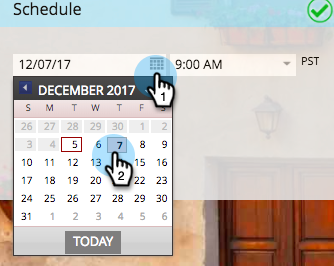 Schedule
12/07/17 9:00 AM PST
1
DECEMBER 2017
S M T W T F S
26 27 28 29 30 1 2
3 4 5 6 7 8 9
2
10 11 12 13 15 16
17 18 19 20 21 22 23
24 25 26 27 28 29 30
31 1 2 3 4 5 6
TODAY